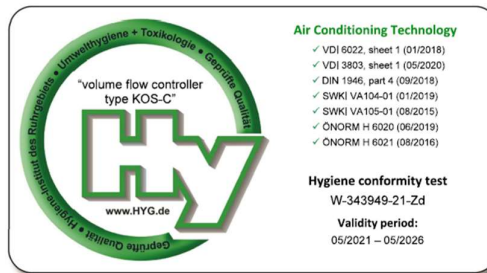 Hygiene-Institut des Ruhrgebiets • Umwelthygiene + Toxikologie • Geprüfte Qualität
"volume flow controller
type KOS-C"
Hy
www.HYG.de
Geprüfte Qualität
Air Conditioning Technology
✓ VDI 6022, sheet 1 (01/2018)
✓ VDI 3803, sheet 1 (05/2020)
✓ DIN 1946, part 4 (09/2018)
✓ SWKI VA104-01 (01/2019)
✓ SWKI VA105-01 (08/2015)
✓ ÖNORM H 6020 (06/2019)
✓ ÖNORM H 6021 (08/2016)
Hygiene conformity test
W-343949-21-Zd
Validity period:
05/2021 – 05/2026